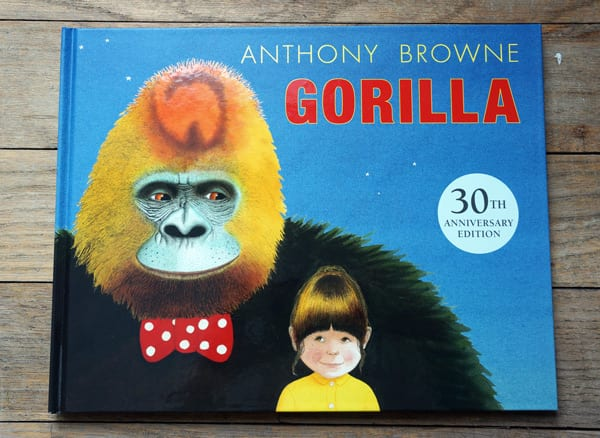 ANTHONY BROWNE
GORILLA
30TH
ANNIVERSARY
EDITION